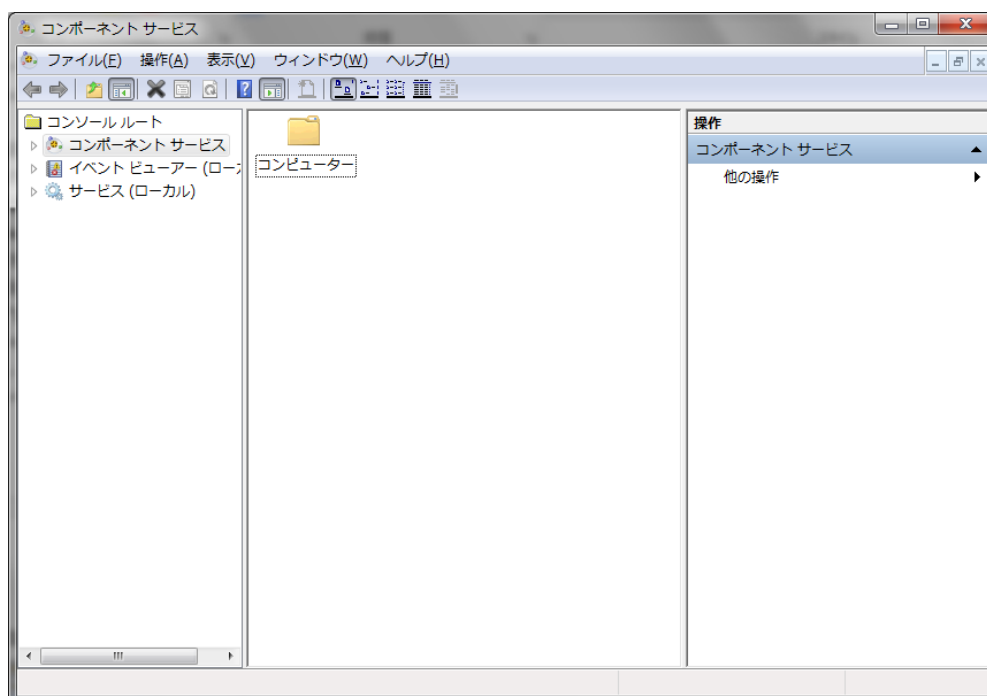 コンポーネント サービス
ファイル(F) 操作(A) 表示(V) ウィンドウ(W) ヘルプ(H)
コンソール ルート
コンポーネント サービス
イベント ビューアー (ロー
サービス (ローカル)
コンピューター
操作
コンポーネント サービス
他の操作